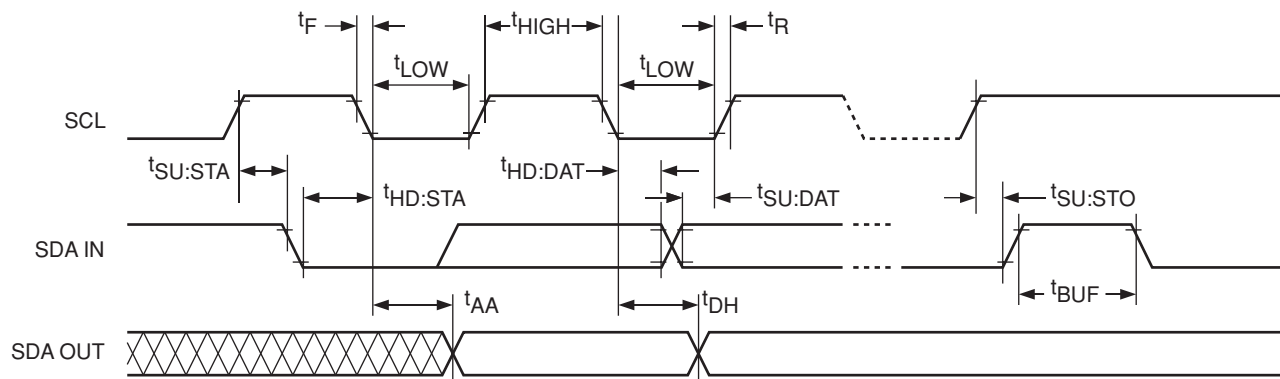 tF
tHIGH
tR
tLOW
tLOW
SCL
tSU:STA
tHD:STA
tHD:DAT
tSU:DAT
tSU:STO
SDA IN
tBUF
tAA
tDH
SDA OUT